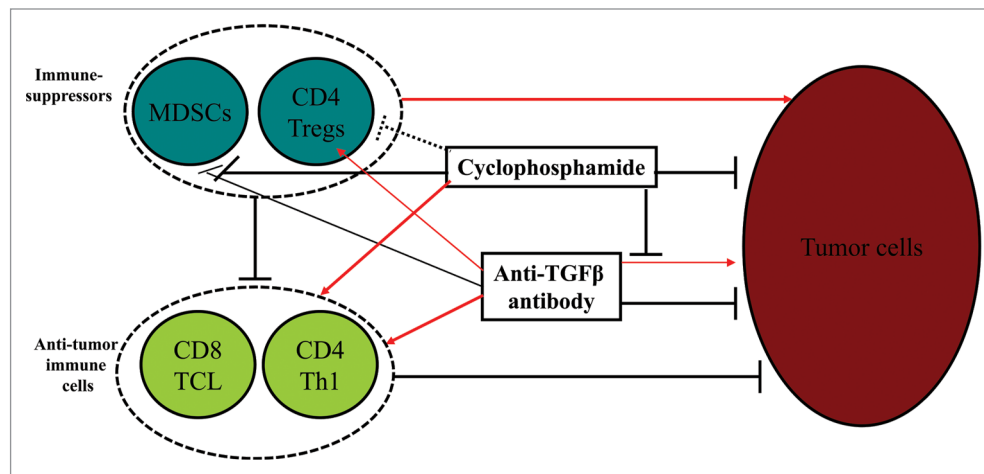 Immune-
suppressors
MDSCs
CD4
Tregs
Cyclophosphamide
Tumor cells
Anti-TGFβ
antibody
Anti-tumor
immune
cells
CD8
TCL
CD4
Th1